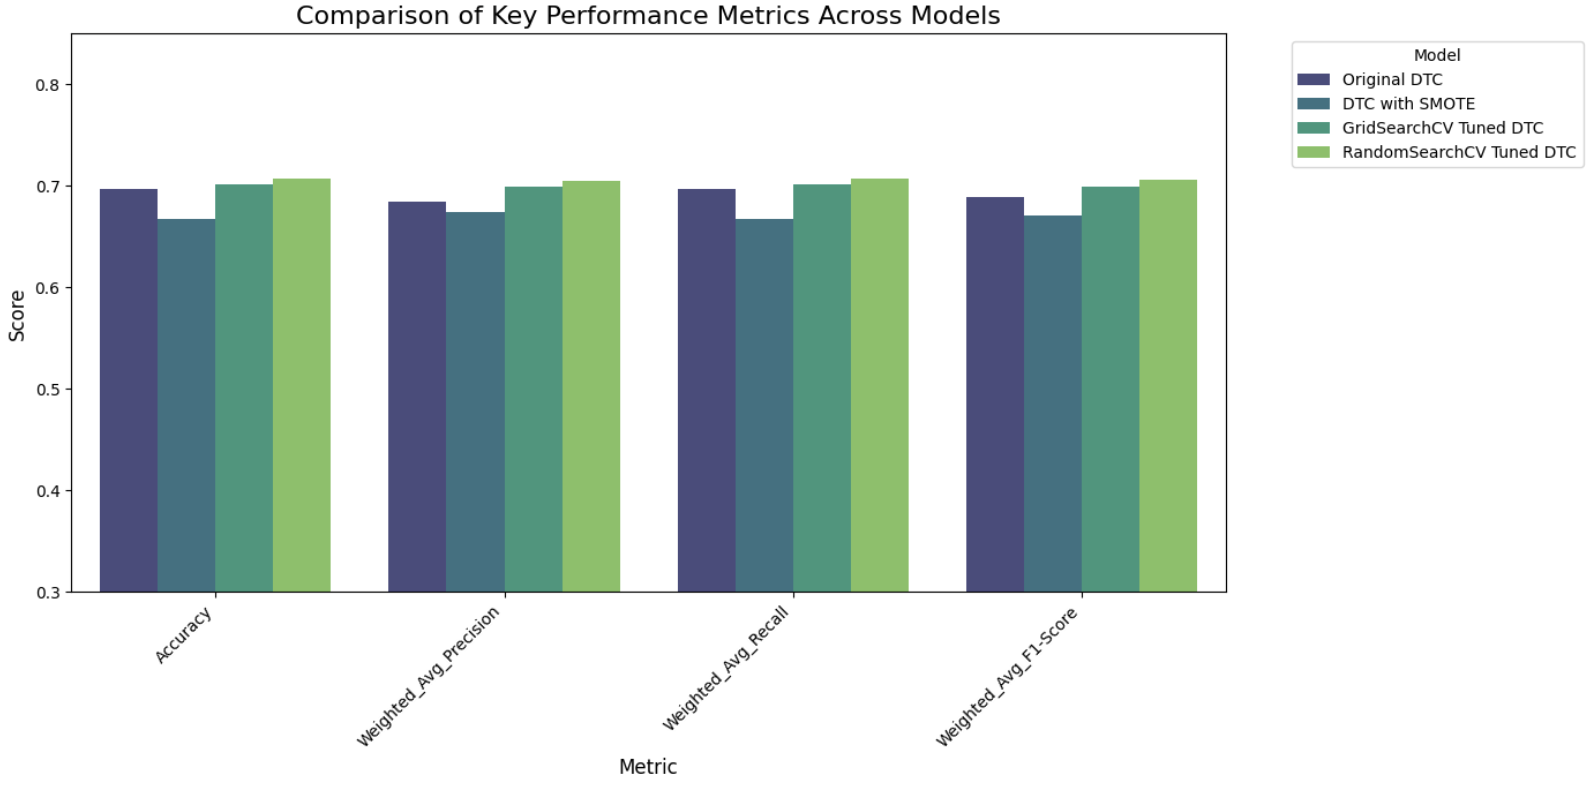 Comparison of Key Performance Metrics Across Models
Model
Original DTC
DTC with SMOTE
GridSearchCV Tuned DTC
RandomSearchCV Tuned DTC
Score
0.8
0.7
0.6
0.5
0.4
0.3
Accuracy
Weighted_Avg_Precision
Weighted_Avg_Recall
Weighted_Avg_F1-Score
Metric